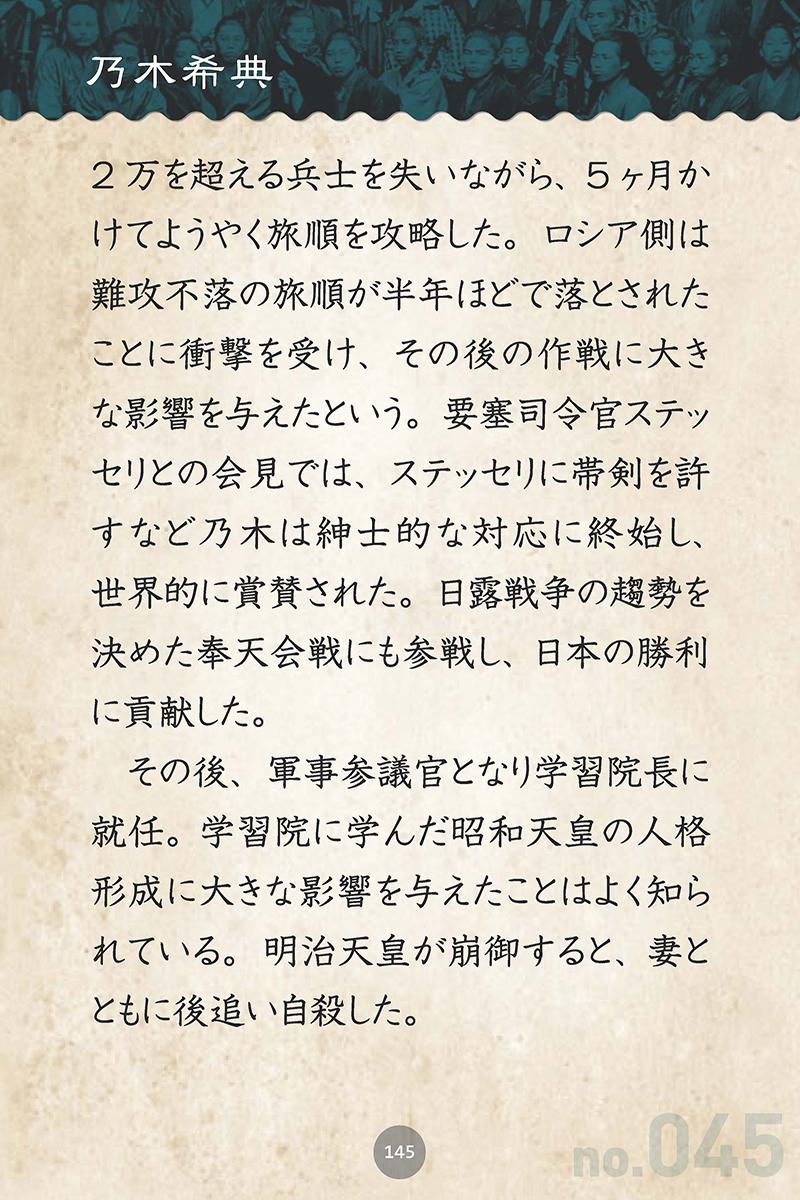 乃木希典
2万を超える兵士を失いながら、5ヶ月か
けてようやく旅順を攻略した。ロシア側は
難攻不落の旅順が半年ほどで落とされた
ことに衝撃を受け、その後の作戦に大き
な影響を与えたという。要塞司令官ステッ
セリとの会見では、ステッセリに帯剣を許
すなど乃木は紳士的な対応に終始し、
世界的に賞賛された。日露戦争の趨勢を
決めた奉天会戦にも参戦し、日本の勝利
に貢献した。
その後、軍事参議官となり学習院長に
就任。学習院に学んだ昭和天皇の人格
形成に大きな影響を与えたことはよく知ら
れている。明治天皇が崩御すると、妻と
ともに後追い自殺した。
145
no.045